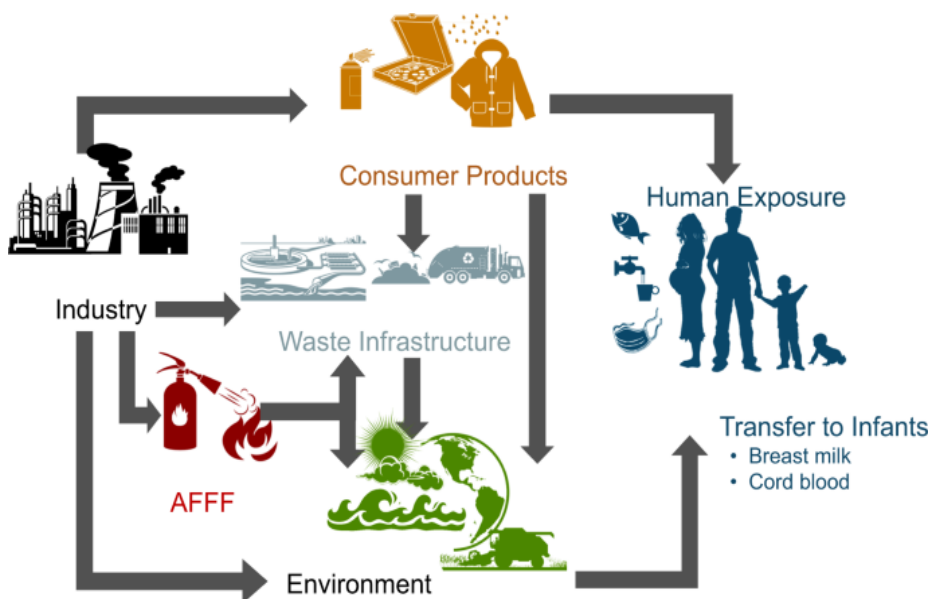 Consumer Products
Human Exposure
Industry
Waste Infrastructure
AFFF
Transfer to Infants
• Breast milk
• Cord blood
Environment